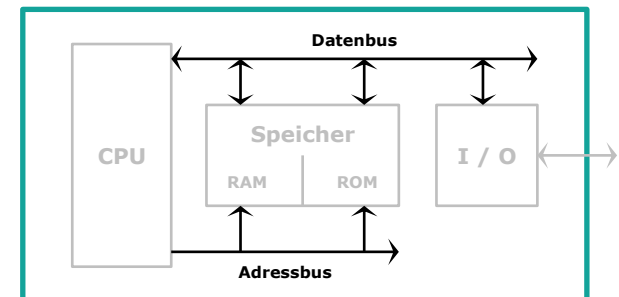 Datenbus
Speicher
CPU
I / O
RAM
ROM
Adressbus